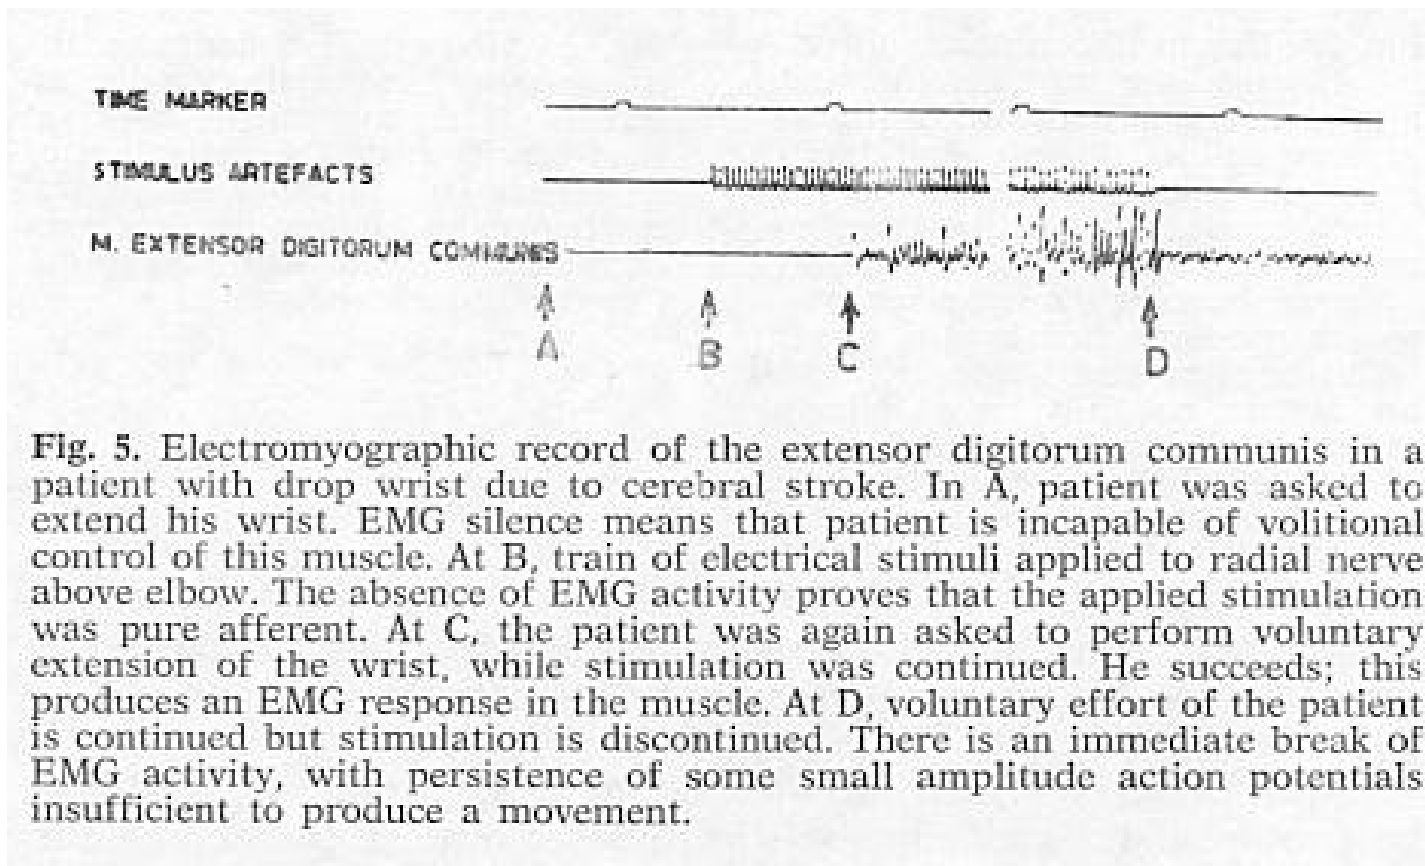 TIME MARKER
STIMULUS ARTEFACTS
M. EXTENSOR DIGITORUM COMMUNIS
A
B
C
D
Fig. 5. Electromyographic record of the extensor digitorum communis in a
patient with drop wrist due to cerebral stroke. In A, patient was asked to
extend his wrist. EMG silence means that patient is incapable of volitional
control of this muscle. At B, train of electrical stimuli applied to radial nerve
above elbow. The absence of EMG activity proves that the applied stimulation
was pure afferent. At C, the patient was again asked to perform voluntary
extension of the wrist, while stimulation was continued. He succeeds; this
produces an EMG response in the muscle. At D, voluntary effort of the patient
is continued but stimulation is discontinued. There is an immediate break of
EMG activity, with persistence of some small amplitude action potentials
insufficient to produce a movement.